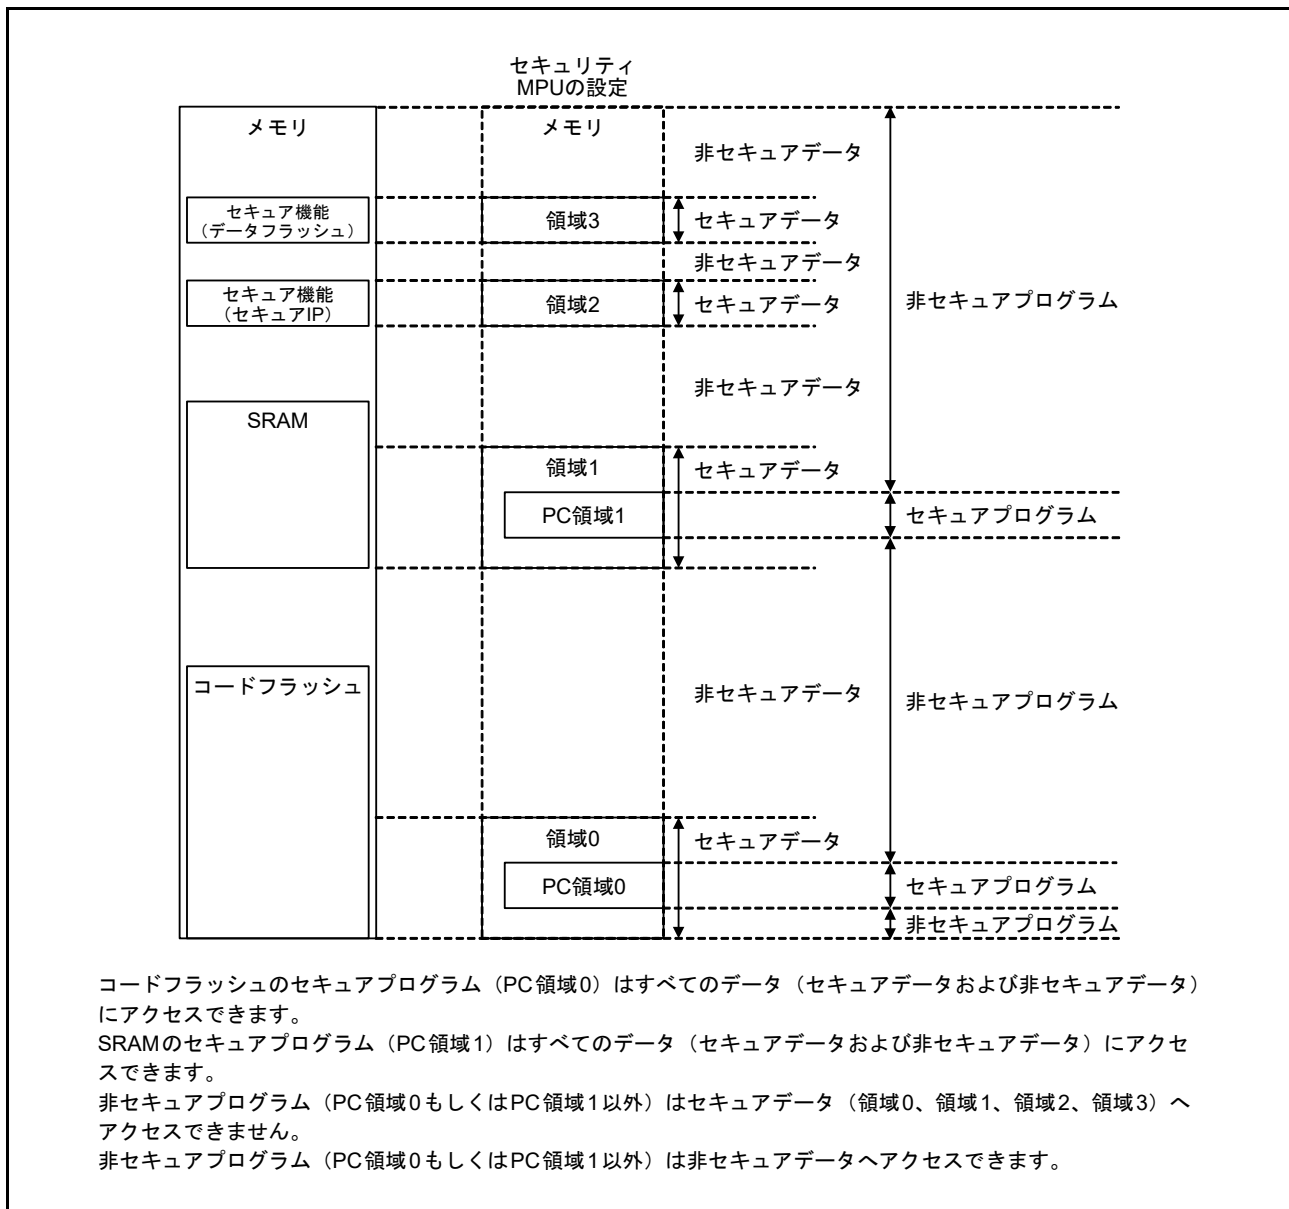 セキュリティ
MPUの設定
メモリ
メモリ
非セキュアデータ
セキュア機能
（データフラッシュ）
領域3
セキュアデータ
非セキュアデータ
セキュア機能
（セキュアIP）
領域2
セキュアデータ
非セキュアプログラム
非セキュアデータ
SRAM
領域1
セキュアデータ
PC領域1
セキュアプログラム
コードフラッシュ
非セキュアデータ
非セキュアプログラム
領域0
セキュアデータ
PC領域0
セキュアプログラム
非セキュアプログラム
コードフラッシュのセキュアプログラム（PC領域0）はすべてのデータ（セキュアデータおよび非セキュアデータ）
にアクセスできます。
SRAMのセキュアプログラム（PC領域1）はすべてのデータ（セキュアデータおよび非セキュアデータ）にアクセ
スできます。
非セキュアプログラム（PC領域0もしくはPC領域1以外）はセキュアデータ（領域0、領域1、領域2、領域3）へ
アクセスできません。
非セキュアプログラム（PC領域0もしくはPC領域1以外）は非セキュアデータへアクセスできます。